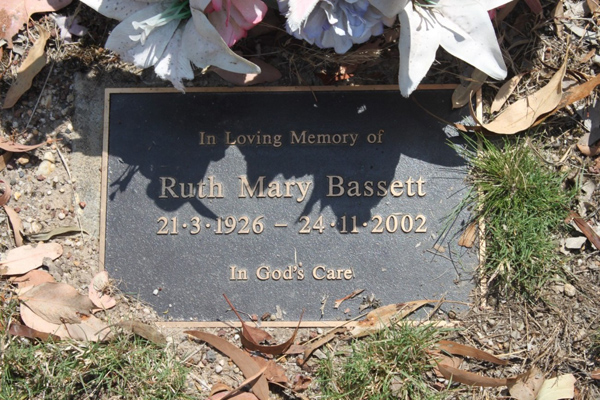 In Loving Memory of
Ruth Mary Bassett
21·3·1926 – 24·11·2002
In God's Care